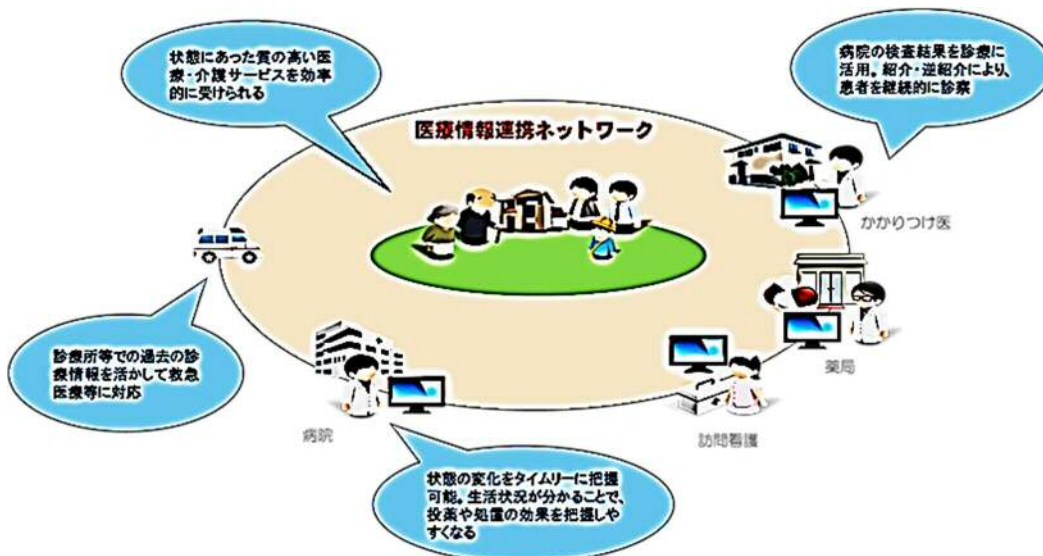 状態にあった質の高い医
療・介護サービスを効率
的に受けられる
病院の検査結果を診療に
活用。紹介・逆紹介により、
患者を継続的に診察
医療情報連携ネットワーク
かかりつけ医
診療所等での過去の診
療情報を活かして救急
医療等に対応
薬局
病院
訪問看護
状態の変化をタイムリーに把握
可能。生活状況が分かることで、
投薬や処置の効果を把握しや
すくなる